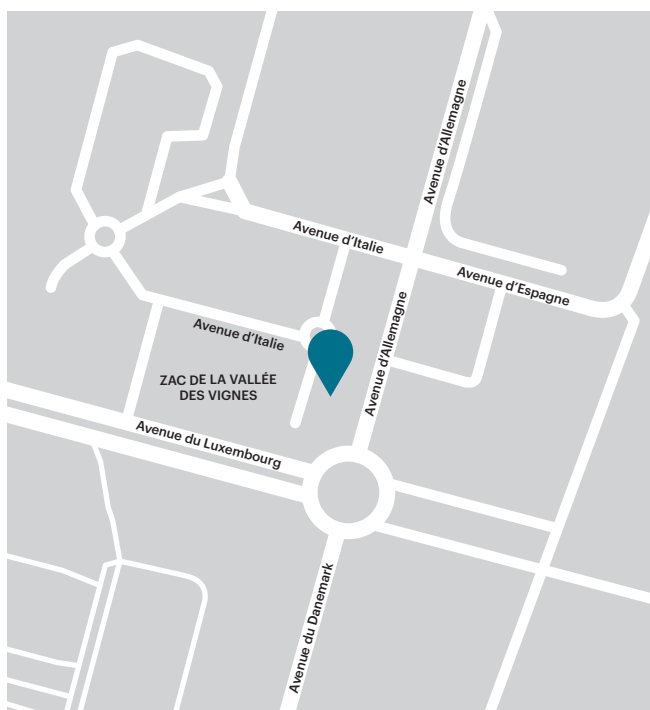 Avenue d'Allemagne
Avenue d'Italie
Avenue d'Espagne
Avenue d'Italie
Avenue d'Allemagne
ZAC DE LA VALLÉE
DES VIGNES
Avenue du Luxembourg
Avenue du Danemark